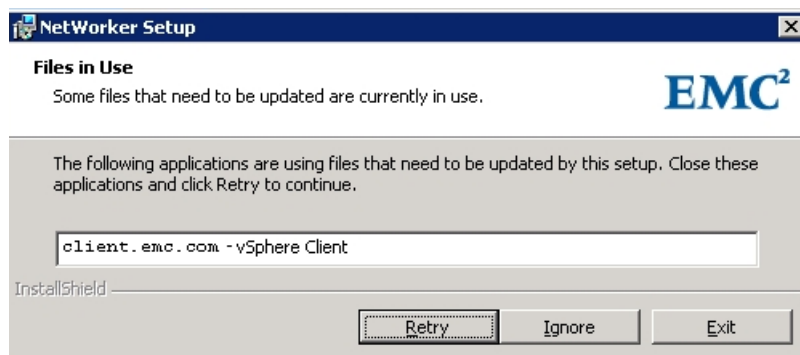 NetWorker Setup
Files in Use
Some files that need to be updated are currently in use.
EMC²
The following applications are using files that need to be updated by this setup. Close these
applications and click Retry to continue.
client.emc.com - vSphere Client
InstallShield
Retry
Ignore
Exit